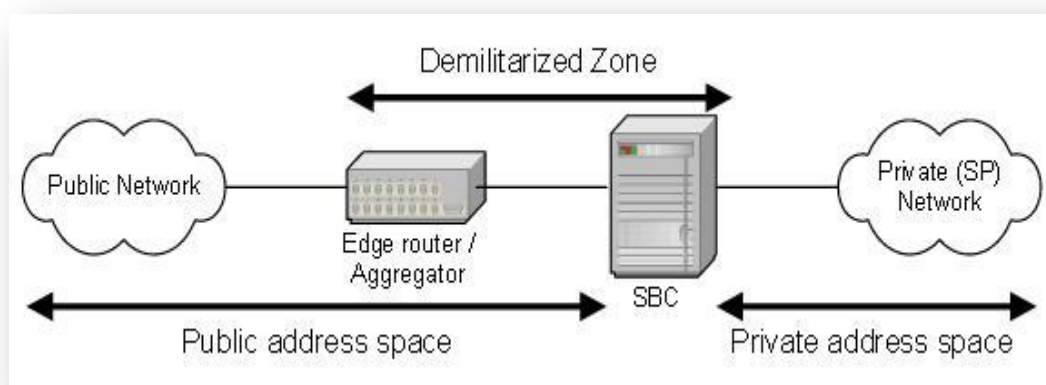 Demilitarized Zone
Public Network
Edge router /
Aggregator
SBC
Private (SP)
Network
Public address space
Private address space